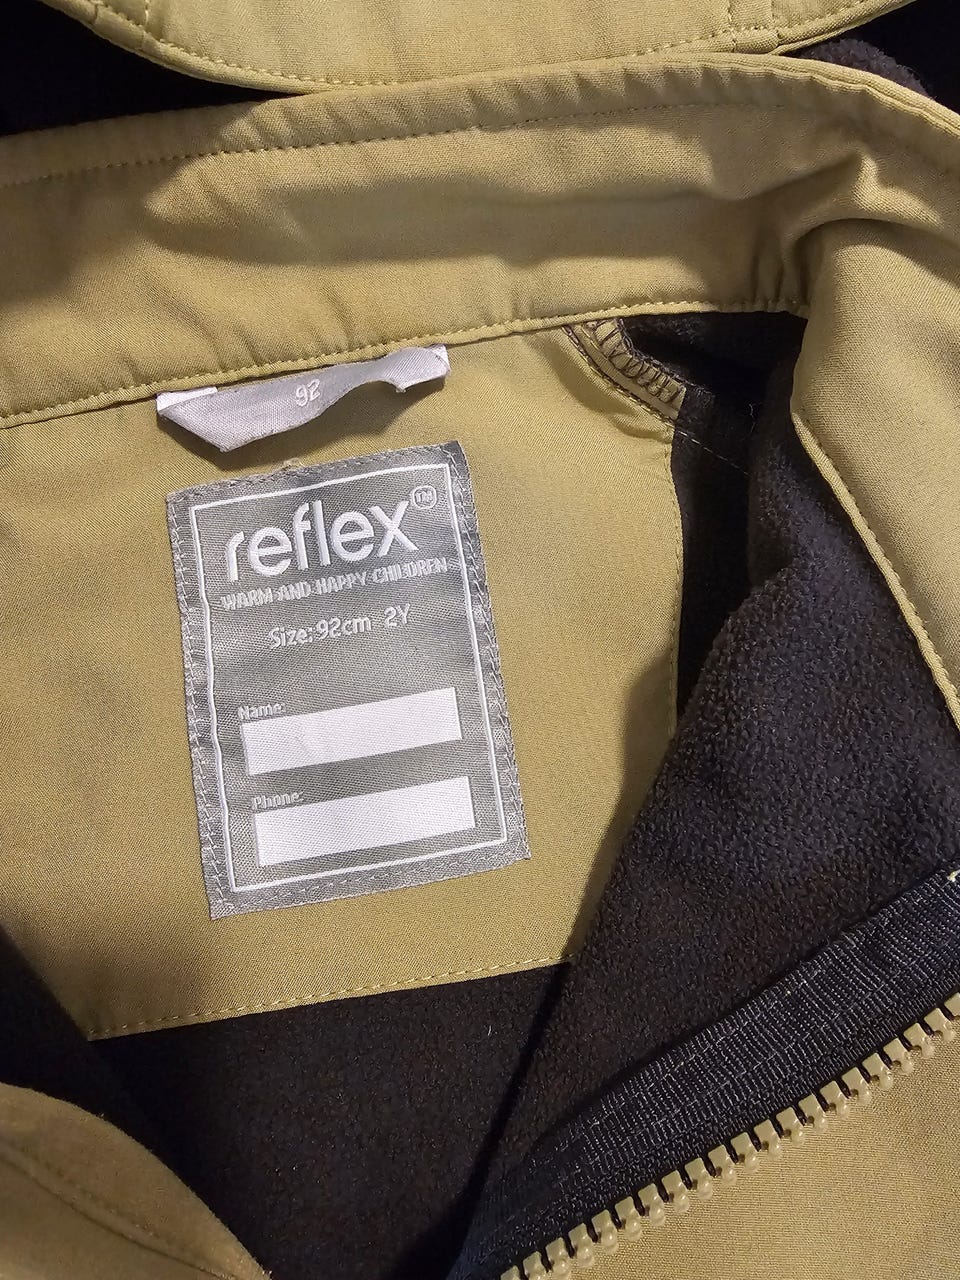 92
reflex™
WARM AND HAPPY CHILDREN
Size: 92cm 2Y
Name:
Phone: